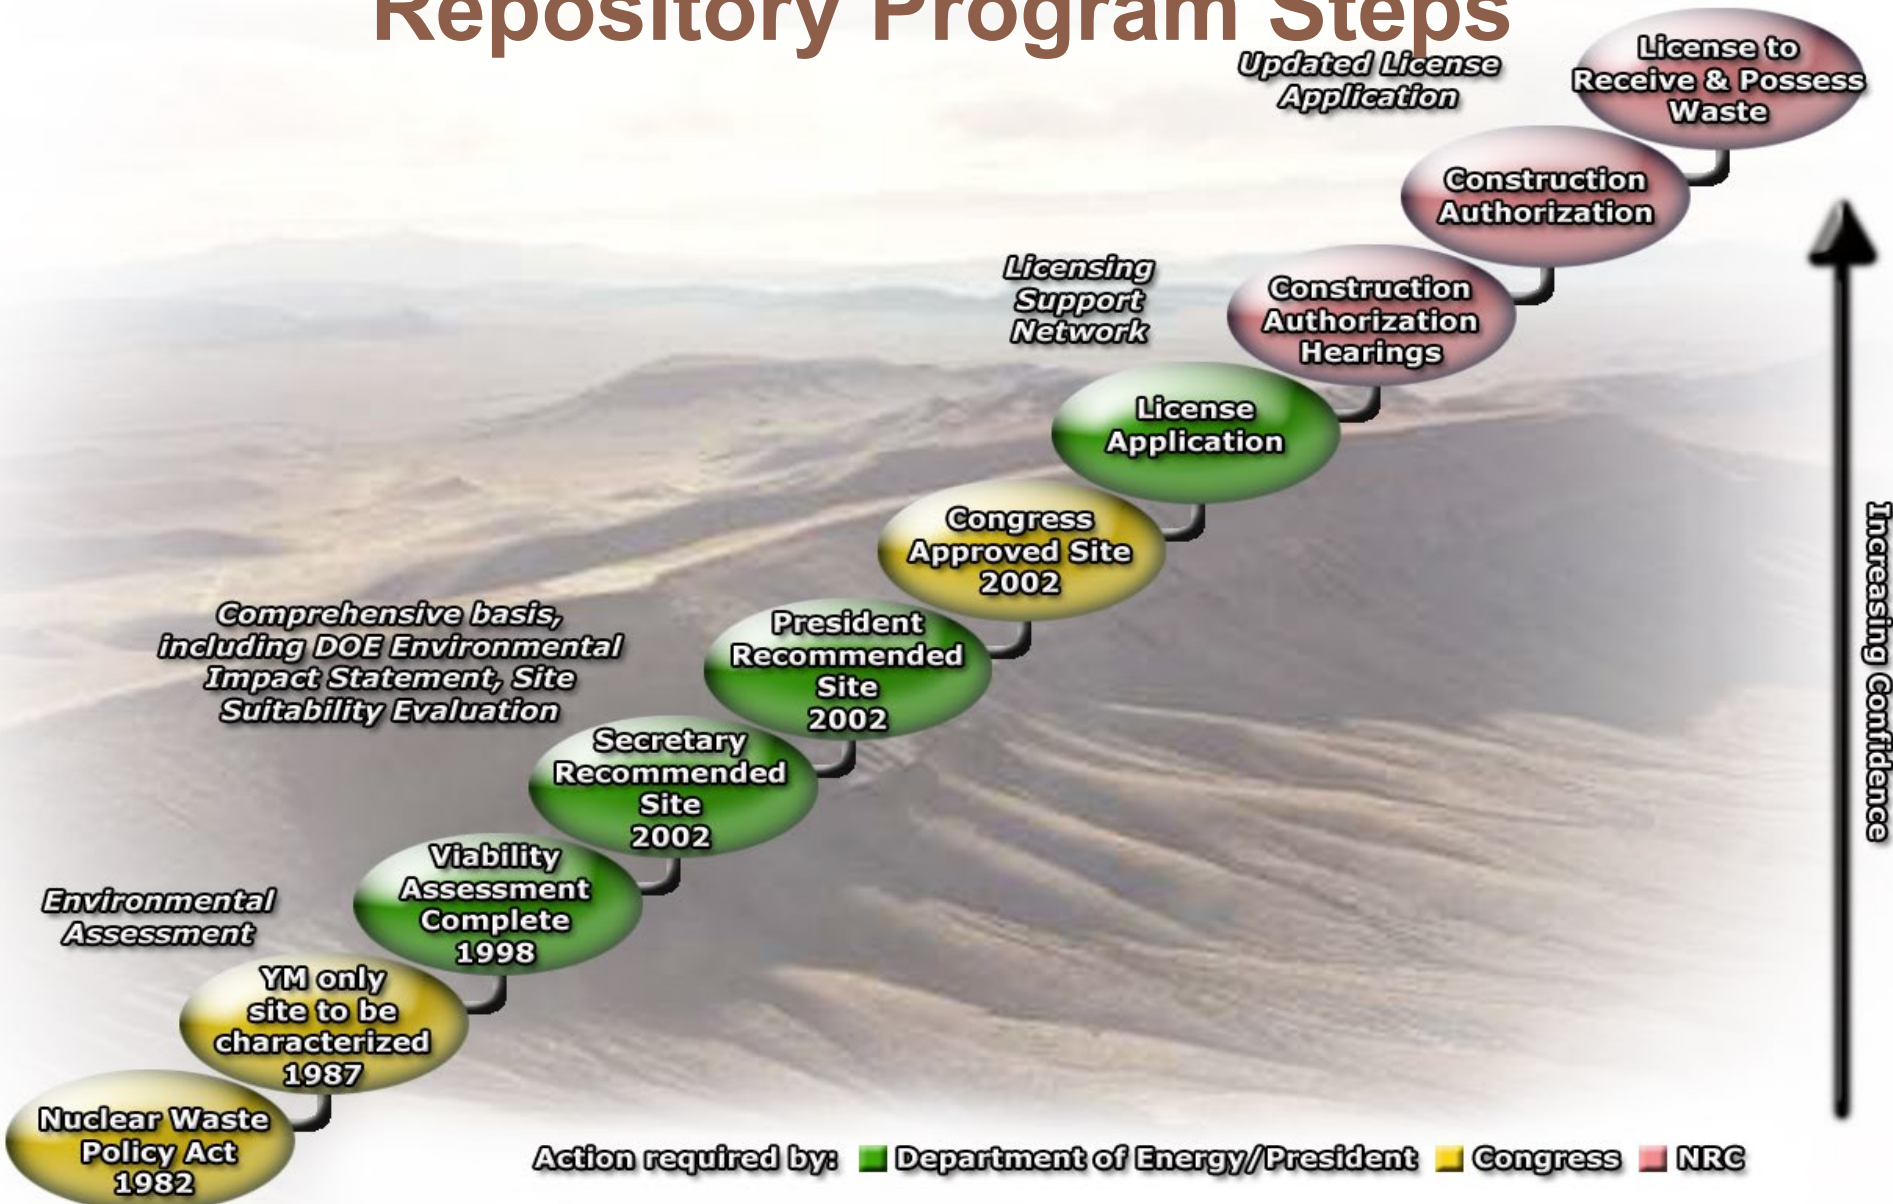 Repository Program Steps
Updated License
Application
License to
Receive & Possess
Waste
Construction
Authorization
Licensing
Support
Network
Construction
Authorization
Hearings
License
Application
Congress
Approved Site
2002
Comprehensive basis,
including DOE Environmental
Impact Statement, Site
Suitability Evaluation
President
Recommended
Site
2002
Secretary
Recommended
Site
2002
Environmental
Assessment
Viability
Assessment
Complete
1998
YM only
site to be
characterized
1987
Nuclear Waste
Policy Act
1982
Increasing Confidence
Action required by: Department of Energy/President Congress NRC